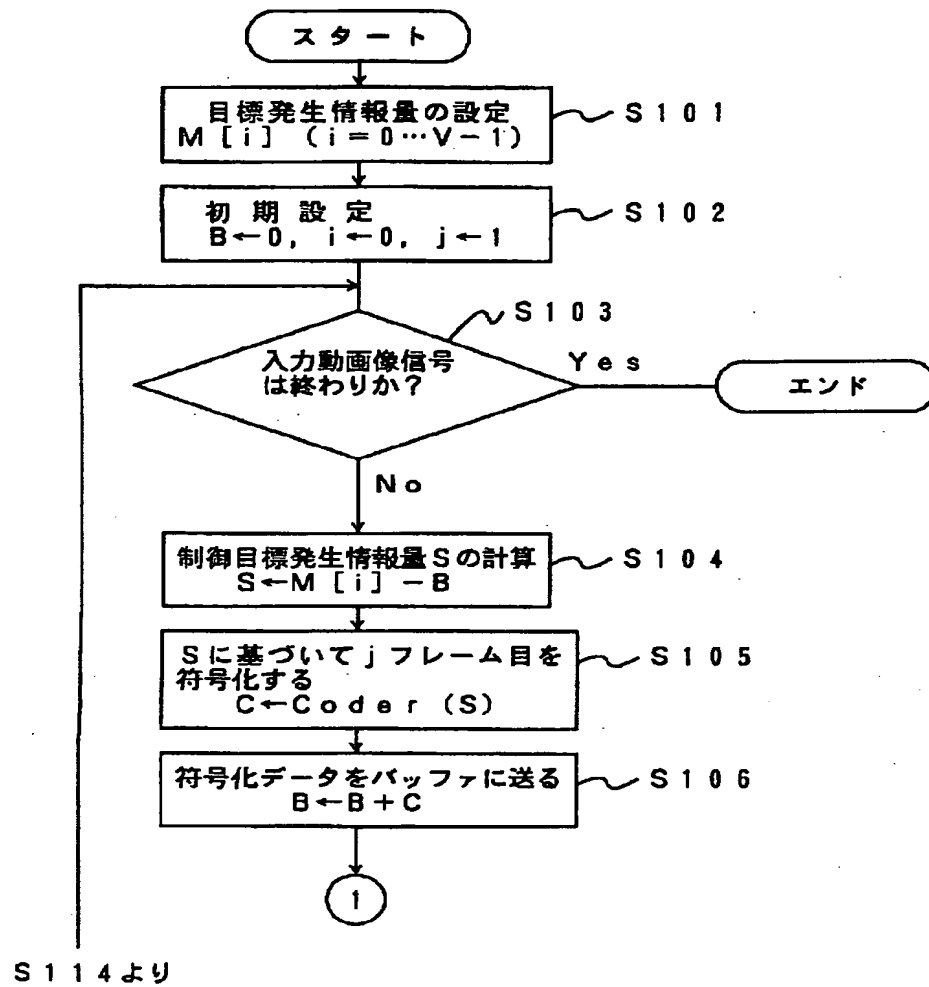 スタート
目標発生情報量の設定
M[i] (i=0…V-1)
S101
初期設定
B←0, i←0, j←1
S102
S103
入力動画像信号
は終わりか?
Yes
エンド
No
制御目標発生情報量Sの計算
S←M[i]-B
S104
Sに基づいてjフレーム目を
符号化する
C←Coder(S)
S105
符号化データをバッファに送る
B←B+C
S106
1
S114より